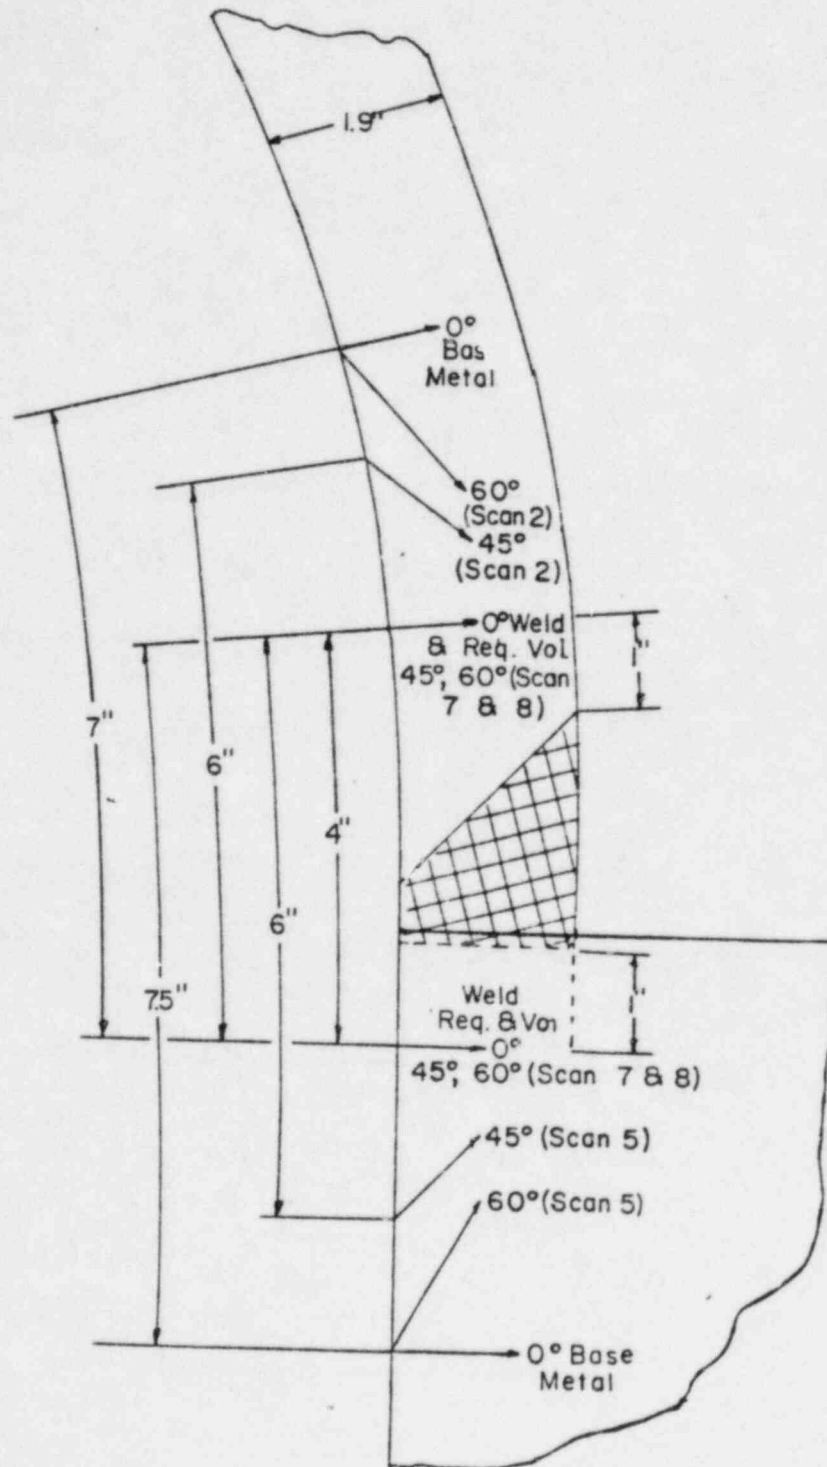 1.9"
0°
Bas
Metal
60°
(Scan 2)
45°
(Scan 2)
0° Weld
& Req. Vol.
45°, 60° (Scan
7 & 8)
1"
7"
6"
4"
6"
7.5"
1"
Weld
Req. & Vol
0°
45°, 60° (Scan 7 & 8)
45° (Scan 5)
60° (Scan 5)
0° Base
Metal